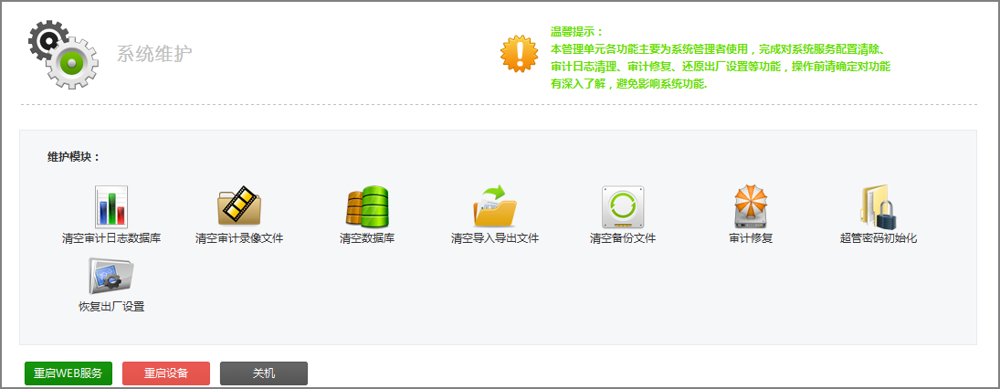 系统维护
温馨提示：
本管理单元各功能主要为系统管理者使用，完成对系统服务配置清除、
审计日志清理、审计修复、还原出厂设置等功能，操作前请确定对功能
有深入了解，避免影响系统功能.
维护模块：
清空审计日志数据库
清空审计录像文件
清空数据库
清空导入导出文件
清空备份文件
审计修复
超管密码初始化
恢复出厂设置
重启WEB服务
重启设备
关机